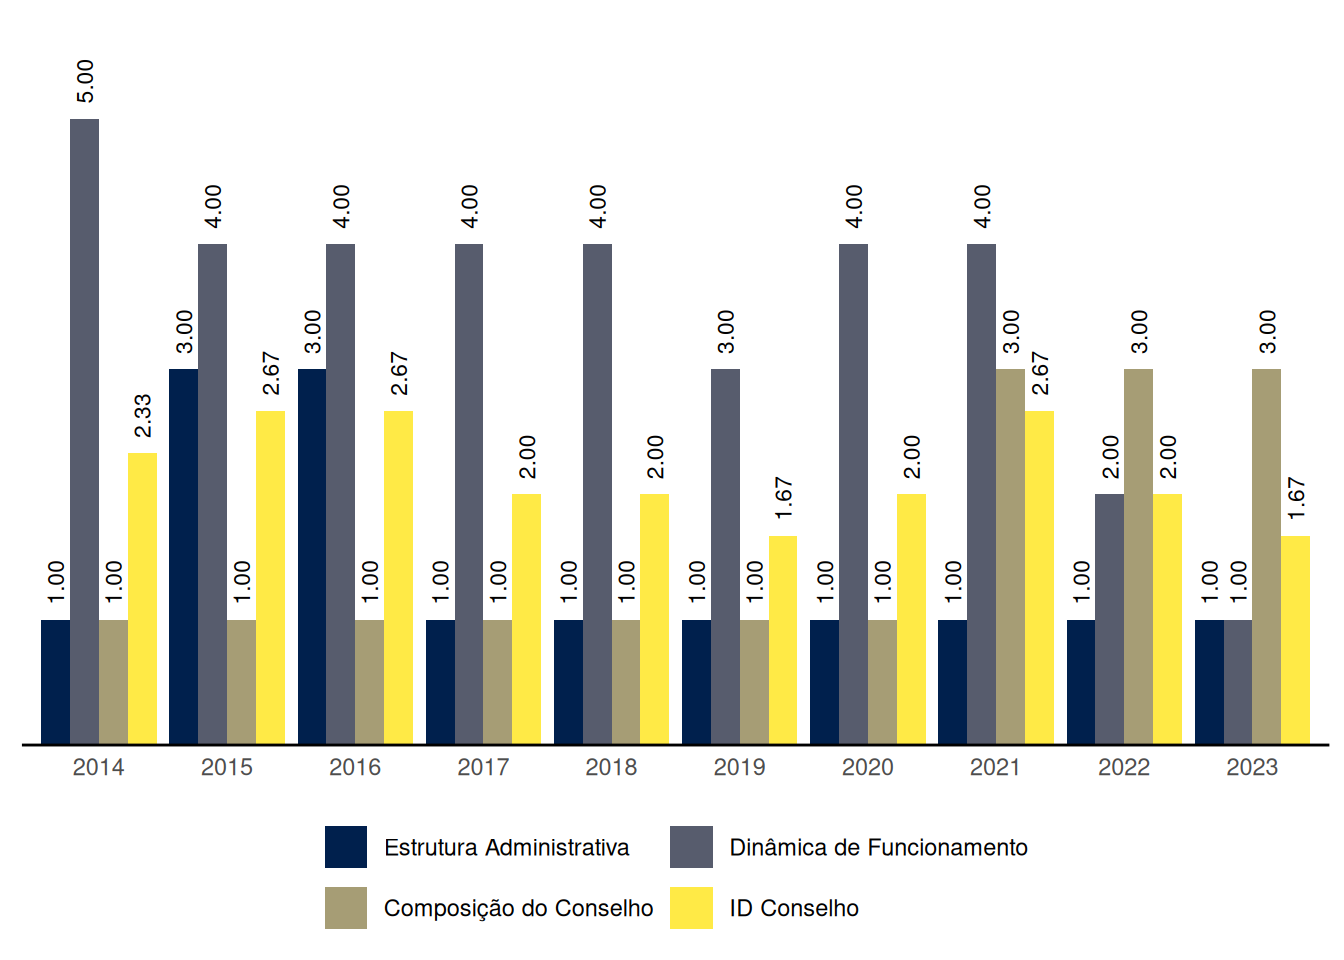 5.00
4.00 4.00 4.00 4.00 4.00 4.00
3.00 3.00 3.00 3.00 3.00 3.00
2.33 2.67 2.67 2.00 2.00 1.67 2.00 2.67 2.00 2.00 1.67
1.00 1.00 1.00 1.00 1.00 1.00 1.00 1.00 1.00 1.00 1.00 1.00 1.00 1.00 1.00 1.00
2014 2015 2016 2017 2018 2019 2020 2021 2022 2023
Estrutura Administrativa Dinâmica de Funcionamento
Composição do Conselho ID Conselho